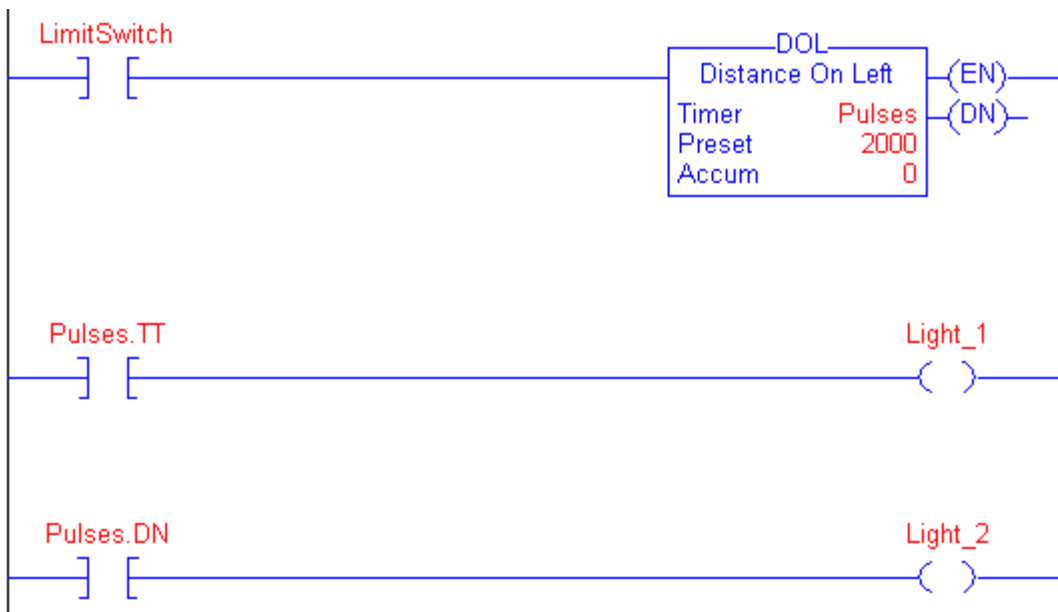 LimitSwitch
DOL
Distance On Left
EN
Timer Pulses
DN
Preset 2000
Accum 0
Pulses.TT
Light_1
Pulses.DN
Light_2